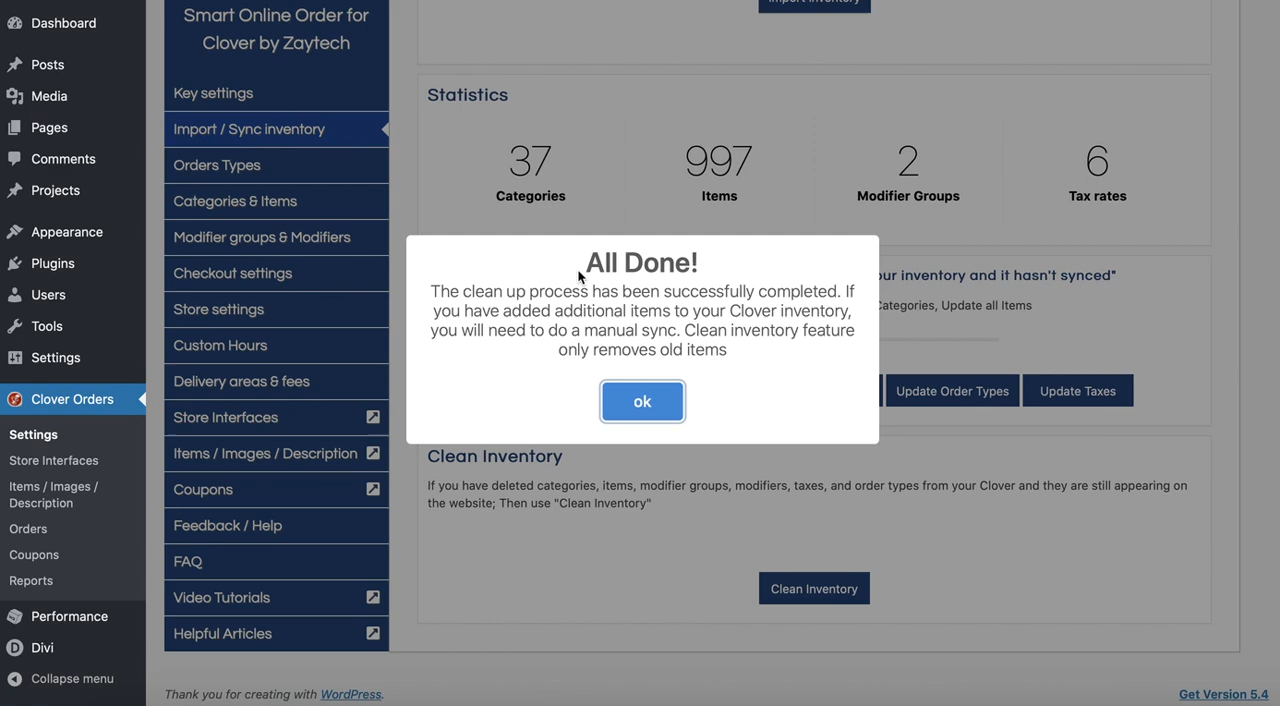 Dashboard
Posts
Media
Pages
Comments
Projects
Appearance
Plugins
Users
Tools
Settings
Clover Orders
Settings
Store Interfaces
Items / Images /
Description
Orders
Coupons
Reports
Performance
Divi
Collapse menu
Smart Online Order for
Clover by Zaytech
Key settings
Import / Sync inventory
Orders Types
Categories & Items
Modifier groups & Modifiers
Checkout settings
Store settings
Custom Hours
Delivery areas & fees
Store Interfaces
Items / Images / Description
Coupons
Feedback / Help
FAQ
Video Tutorials
Helpful Articles
Import Inventory
Statistics
37
Categories
997
Items
2
Modifier Groups
6
Tax rates
our inventory and it hasn't synced"
Categories, Update all Items
Update Order Types
Update Taxes
All Done!
The clean up process has been successfully completed. If
you have added additional items to your Clover inventory,
you will need to do a manual sync. Clean inventory feature
only removes old items
ok
Clean Inventory
If you have deleted categories, items, modifier groups, modifiers, taxes, and order types from your Clover and they are still appearing on
the website; Then use "Clean Inventory"
Clean Inventory
Thank you for creating with WordPress.
Get Version 5.4